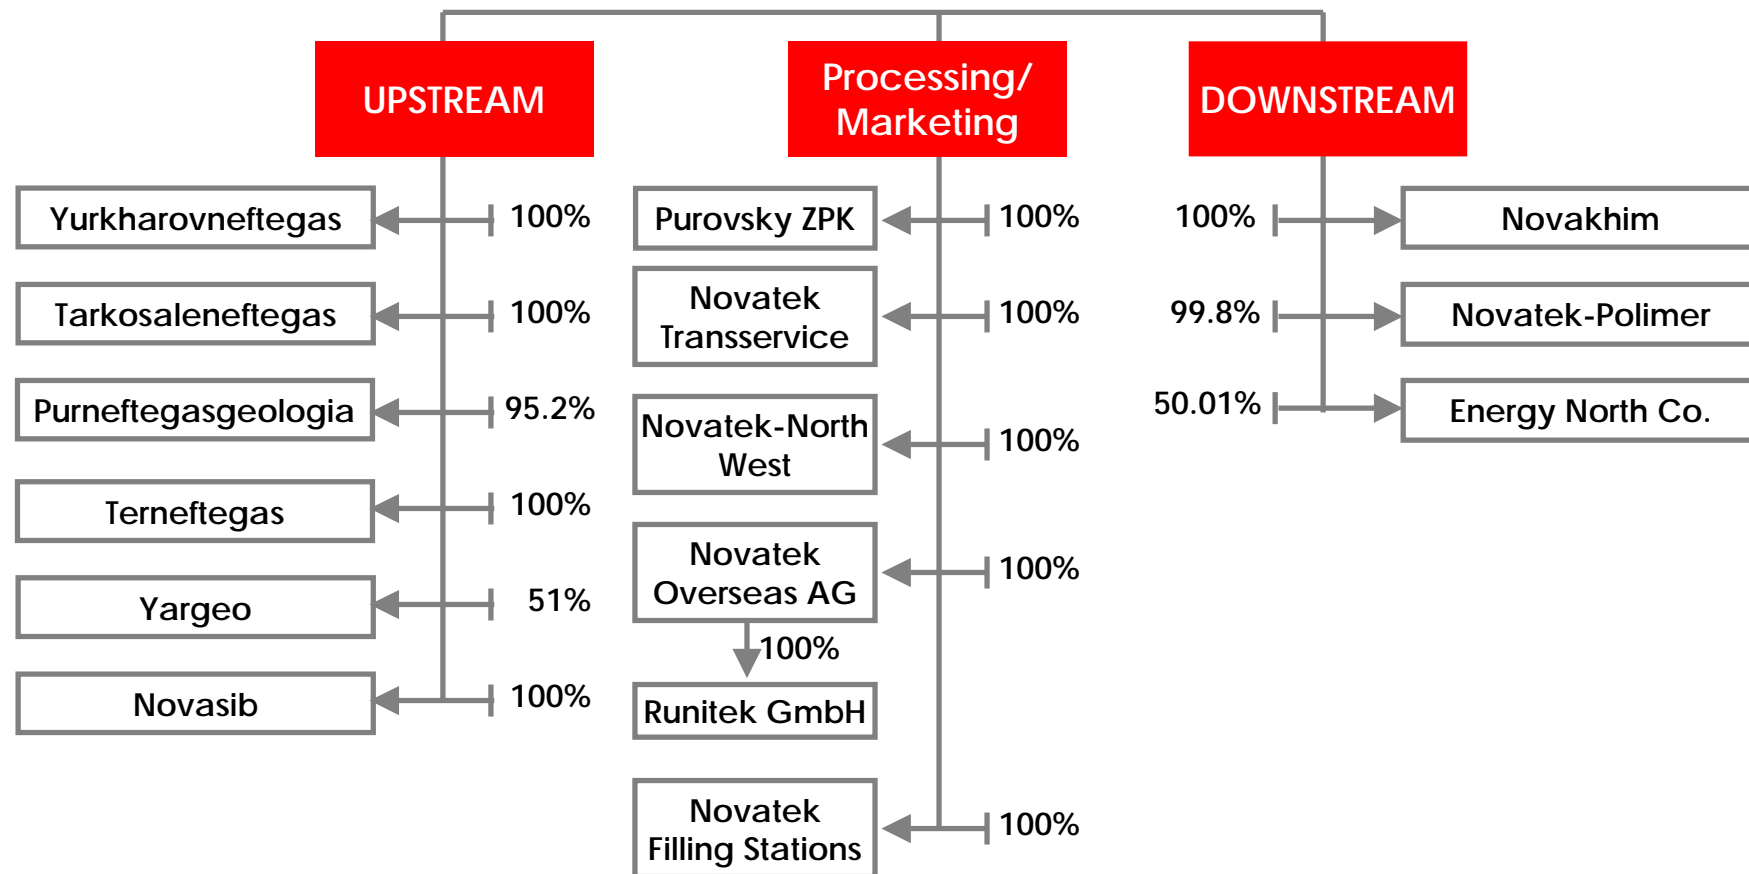 UPSTREAM
Yurkharovneftegas
100%
Tarkosaleneftegas
100%
Purneftegasgeologia
95.2%
Terneftegas
100%
Yargeo
51%
Novasib
100%
Processing/
Marketing
Purovsky ZPK
100%
Novatek
Transservice
100%
Novatek-North
West
100%
Novatek
Overseas AG
100%
100%
Runitek GmbH
Novatek
Filling Stations
100%
DOWNSTREAM
100%
Novakhim
99.8%
Novatek-Polimer
50.01%
Energy North Co.